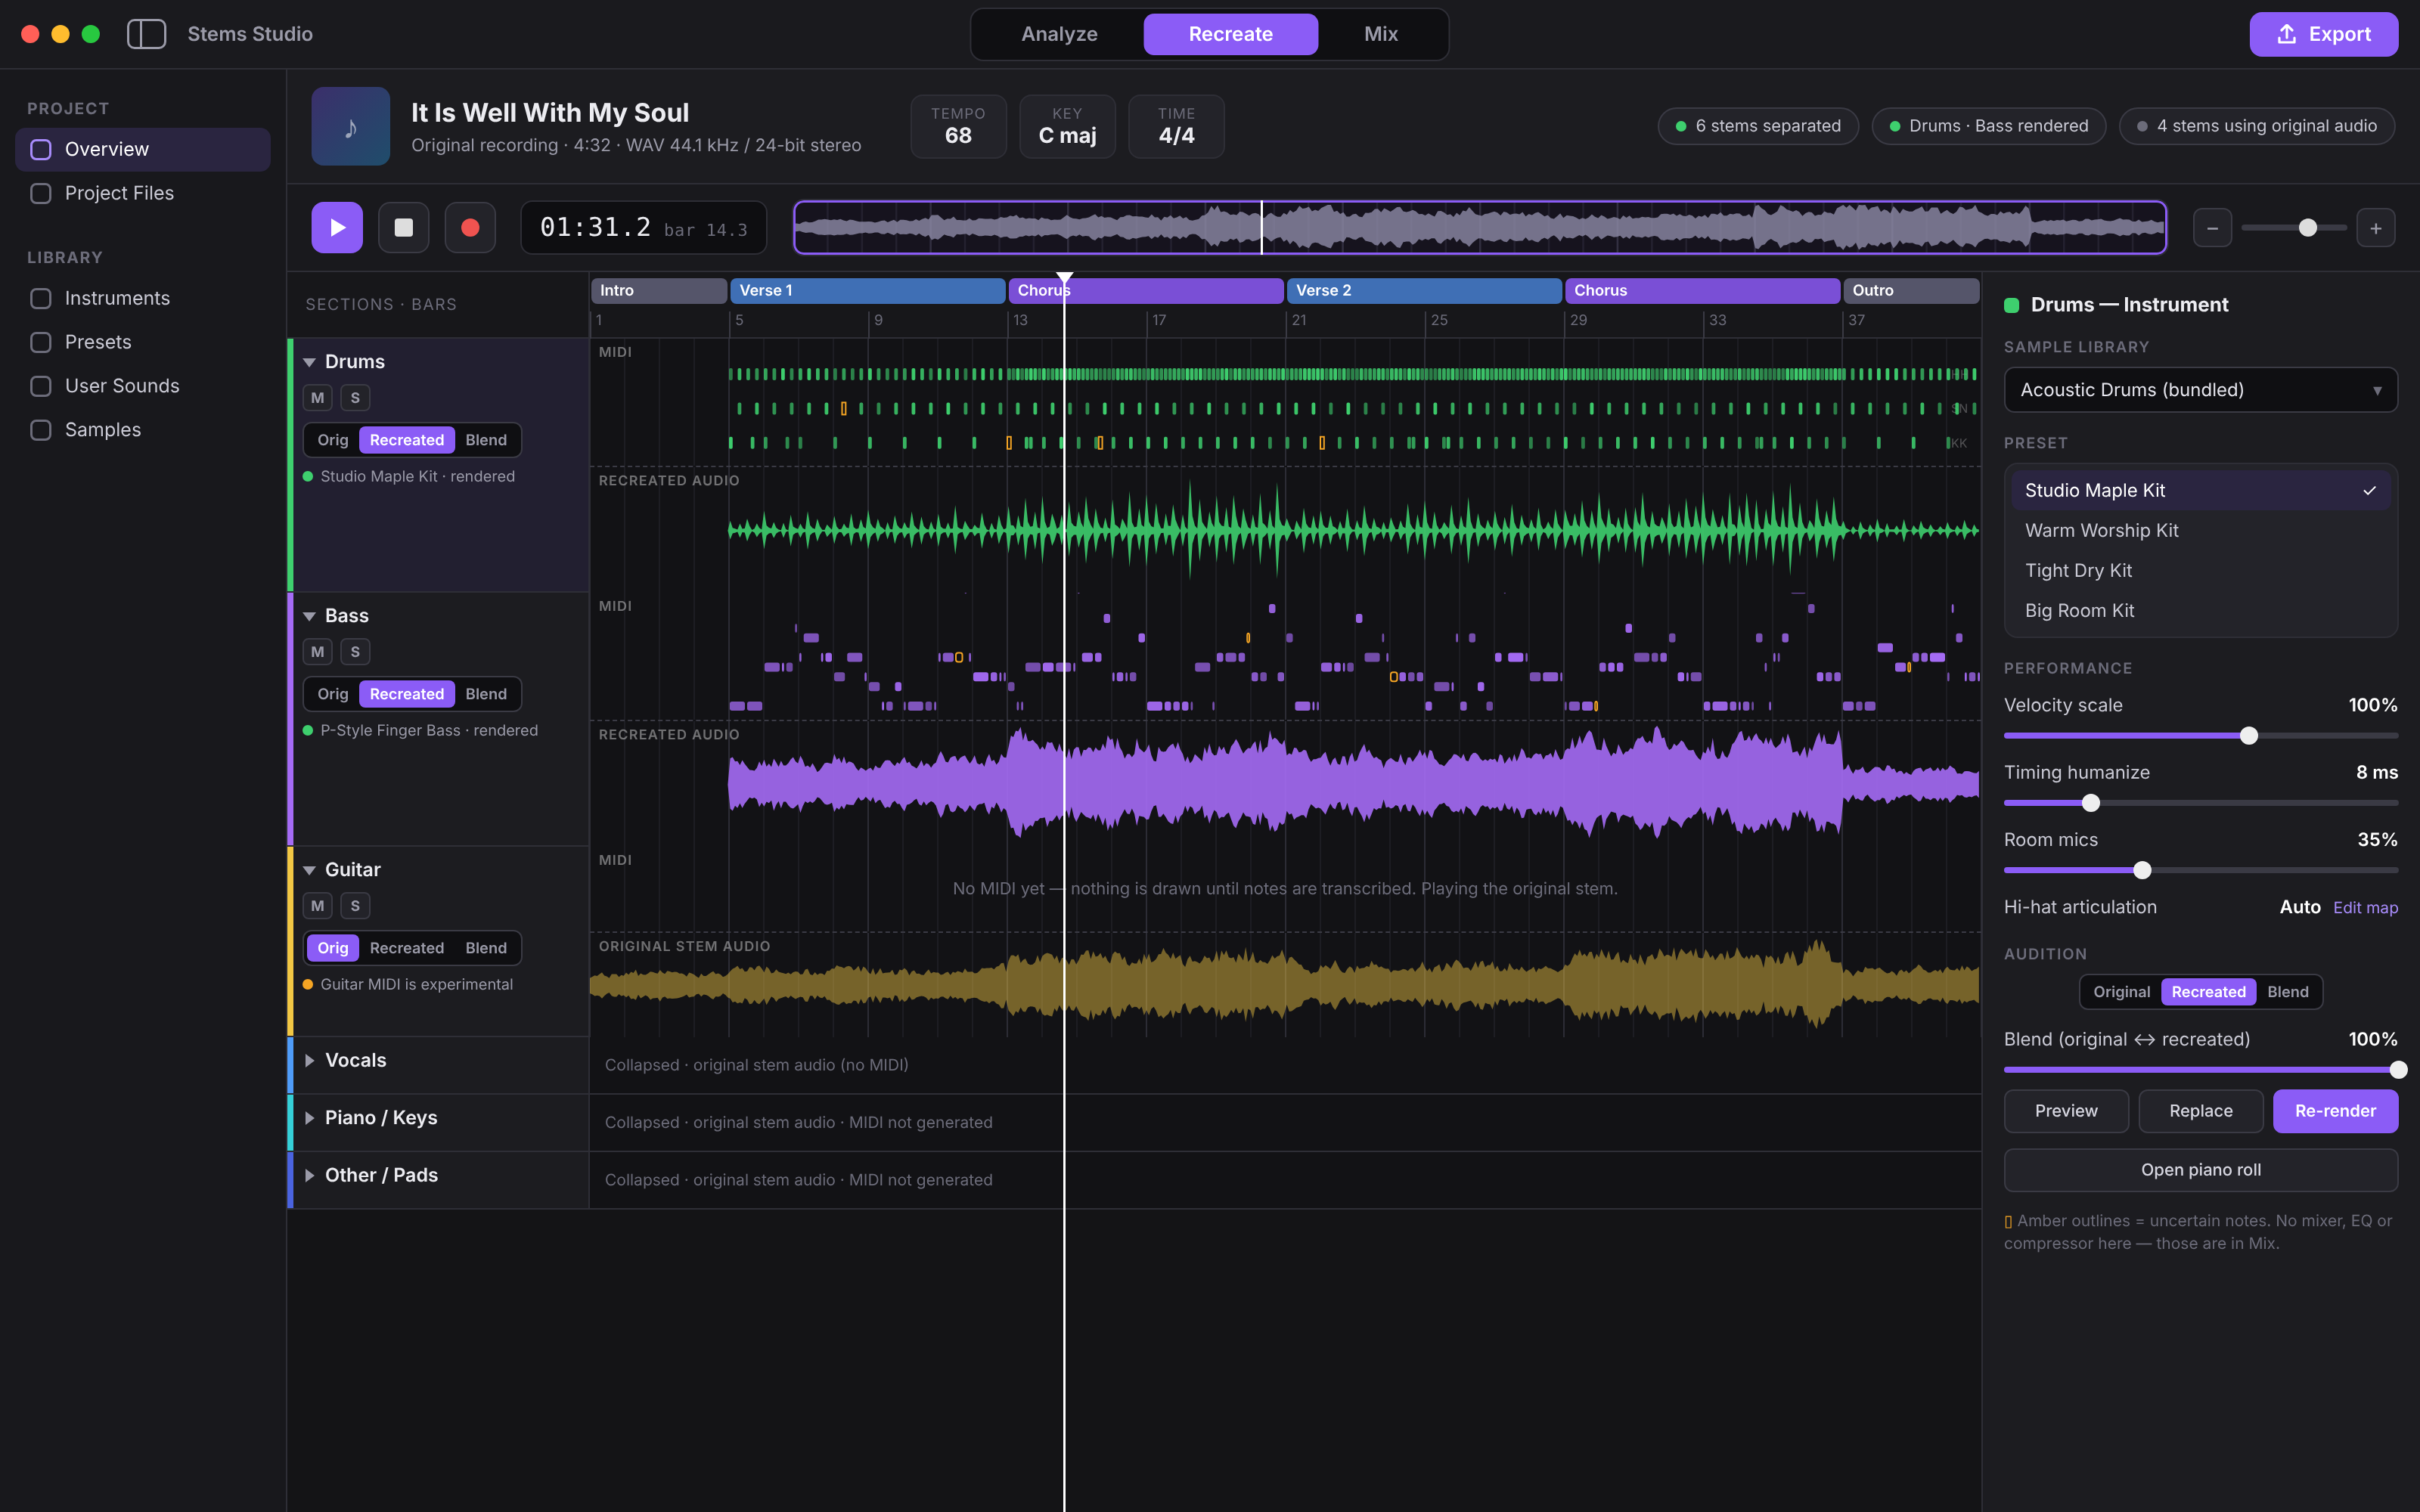 Stems Studio
Analyze
Recreate
Mix
Export
PROJECT
Overview
Project Files
LIBRARY
Instruments
Presets
User Sounds
Samples
It Is Well With My Soul
Original recording · 4:32 · WAV 44.1 kHz / 24-bit stereo
TEMPO
68
KEY
C maj
TIME
4/4
6 stems separated
Drums · Bass rendered
4 stems using original audio
01:31.2 bar 14.3
SECTIONS · BARS
Intro
Verse 1
Chorus
Verse 2
Chorus
Outro
1 5 9 13 17 21 25 29 33 37
Drums
M S
Orig Recreated Blend
Studio Maple Kit · rendered
MIDI
HH
SN
KK
RECREATED AUDIO
Bass
M S
Orig Recreated Blend
P-Style Finger Bass · rendered
MIDI
RECREATED AUDIO
Guitar
M S
Orig Recreated Blend
Guitar MIDI is experimental
MIDI
No MIDI yet — nothing is drawn until notes are transcribed. Playing the original stem.
ORIGINAL STEM AUDIO
Vocals
Collapsed · original stem audio (no MIDI)
Piano / Keys
Collapsed · original stem audio · MIDI not generated
Other / Pads
Collapsed · original stem audio · MIDI not generated
Drums — Instrument
SAMPLE LIBRARY
Acoustic Drums (bundled)
PRESET
Studio Maple Kit
Warm Worship Kit
Tight Dry Kit
Big Room Kit
PERFORMANCE
Velocity scale 100%
Timing humanize 8 ms
Room mics 35%
Hi-hat articulation Auto Edit map
AUDITION
Original Recreated Blend
Blend (original ↔ recreated) 100%
Preview
Replace
Re-render
Open piano roll
▯ Amber outlines = uncertain notes. No mixer, EQ or
compressor here — those are in Mix.